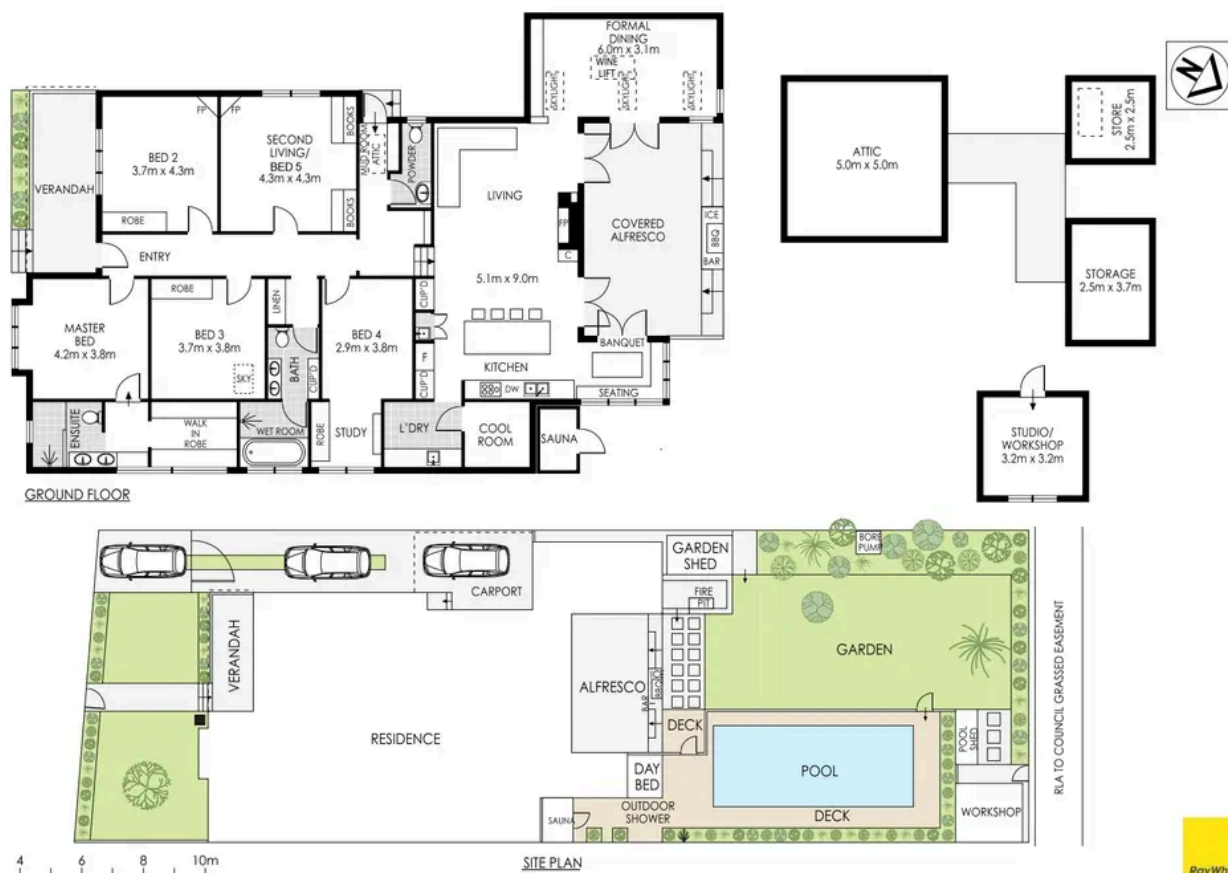 FORMAL
DINING
6.0m x 3.1m
WINE
LIFT
SKYLIGHT
SKYLIGHT
SKYLIGHT
N
FP
FP
BOOKS
VERANDAH
BED 2
3.7m x 4.3m
SECOND
LIVING/
BED 5
4.3m x 4.3m
BOOKS
MUD ROOM
ATTIC
POWDER
ROBE
LIVING
FP
C
COVERED
ALFRESCO
ICE
BBQ
BAR
ENTRY
5.1m x 9.0m
ATTIC
5.0m x 5.0m
STORE
2.5m x 2.5m
STORAGE
2.5m x 3.7m
MASTER
BED
4.2m x 3.8m
ROBE
BED 3
3.7m x 3.8m
SKY
LINEN
BATH
CUP'D
BED 4
2.9m x 3.8m
CUP'D
F
CUP'D
KITCHEN
DW
BANQUET
SEATING
ENSUITE
WALK
IN
ROBE
WET ROOM
ROBE
STUDY
L'DRY
COOL
ROOM
SAUNA
STUDIO/
WORKSHOP
3.2m x 3.2m
GROUND FLOOR
CARPORT
GARDEN
SHED
FIRE
PIT
BORE
PUMP
VERANDAH
RESIDENCE
ALFRESCO
BAR
BBQ
GARDEN
DECK
DAY
BED
POOL
POOL SHED
OUTDOOR
SHOWER
DECK
SAUNA
WORKSHOP
RLA TO COUNCIL GRASSED EASEMENT
4 6 8 10m
SITE PLAN
RayWh